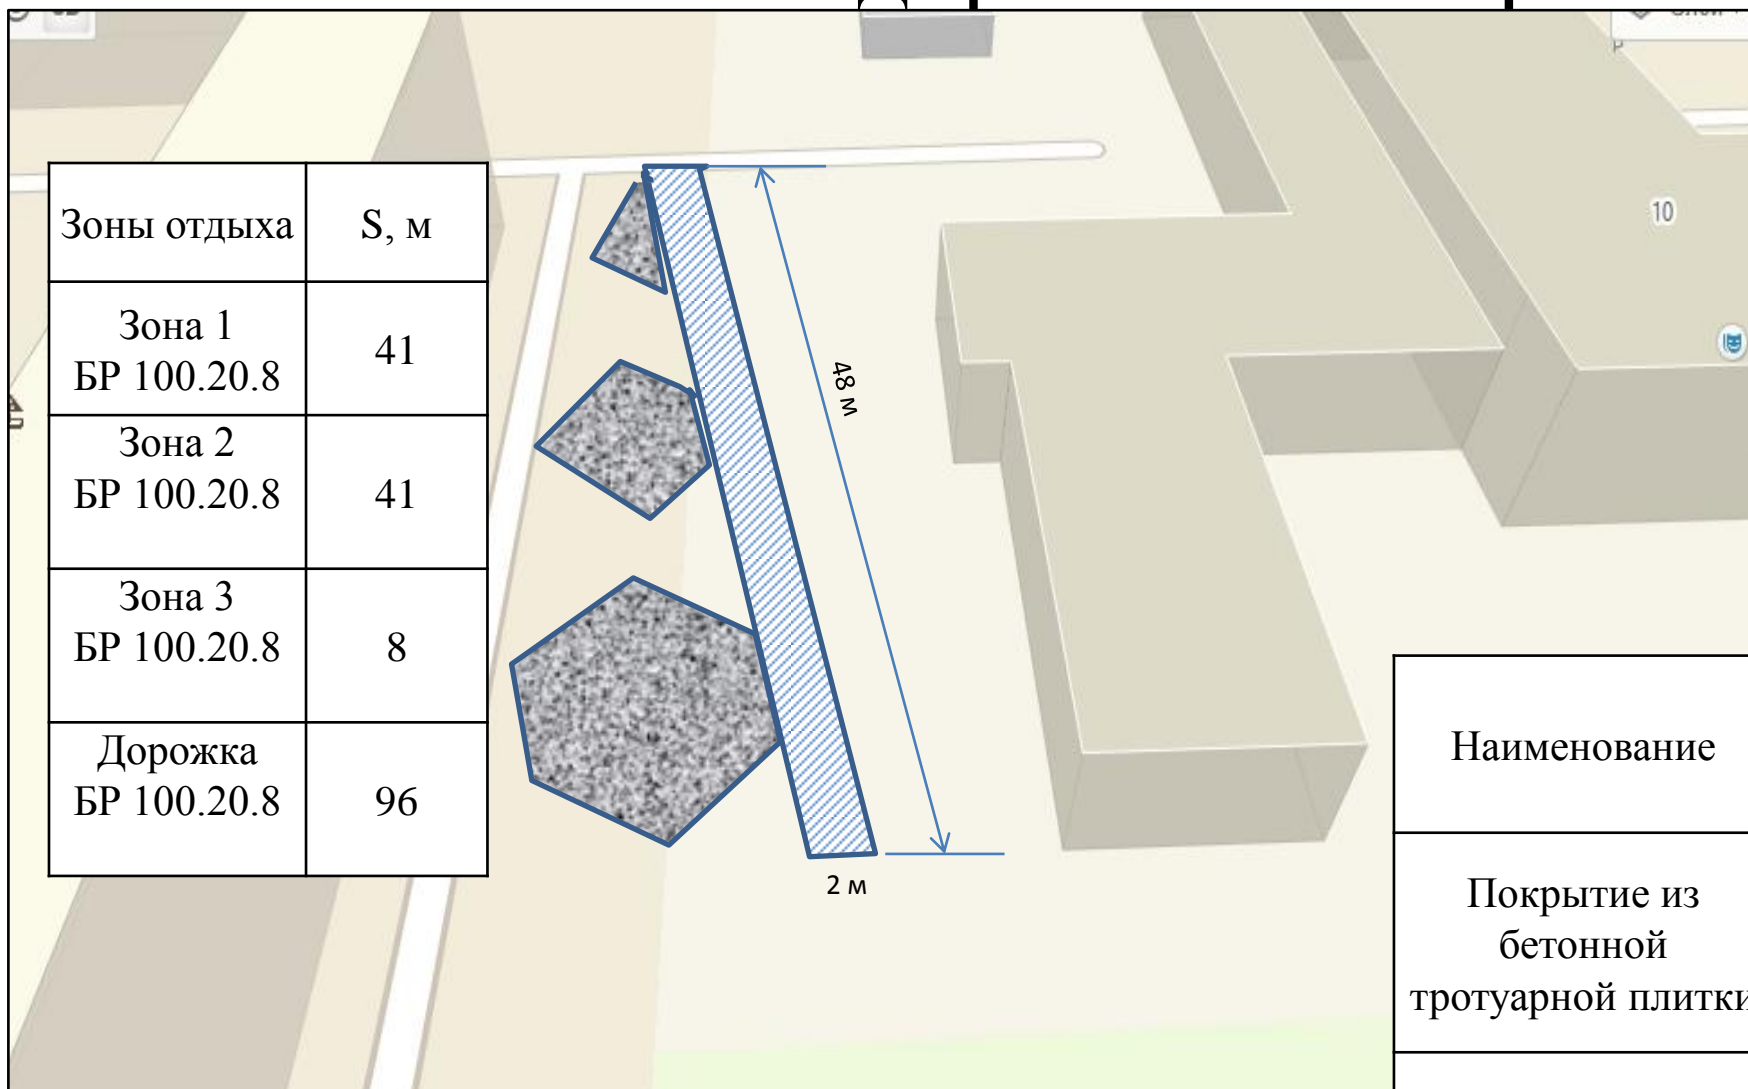 Зоны отдыха
S, м
Зона 1
БР 100.20.8
41
Зона 2
БР 100.20.8
41
Зона 3
БР 100.20.8
8
Дорожка
БР 100.20.8
96
48 м
2 м
10
Наименование
Покрытие из
бетонной
тротуарной плитки